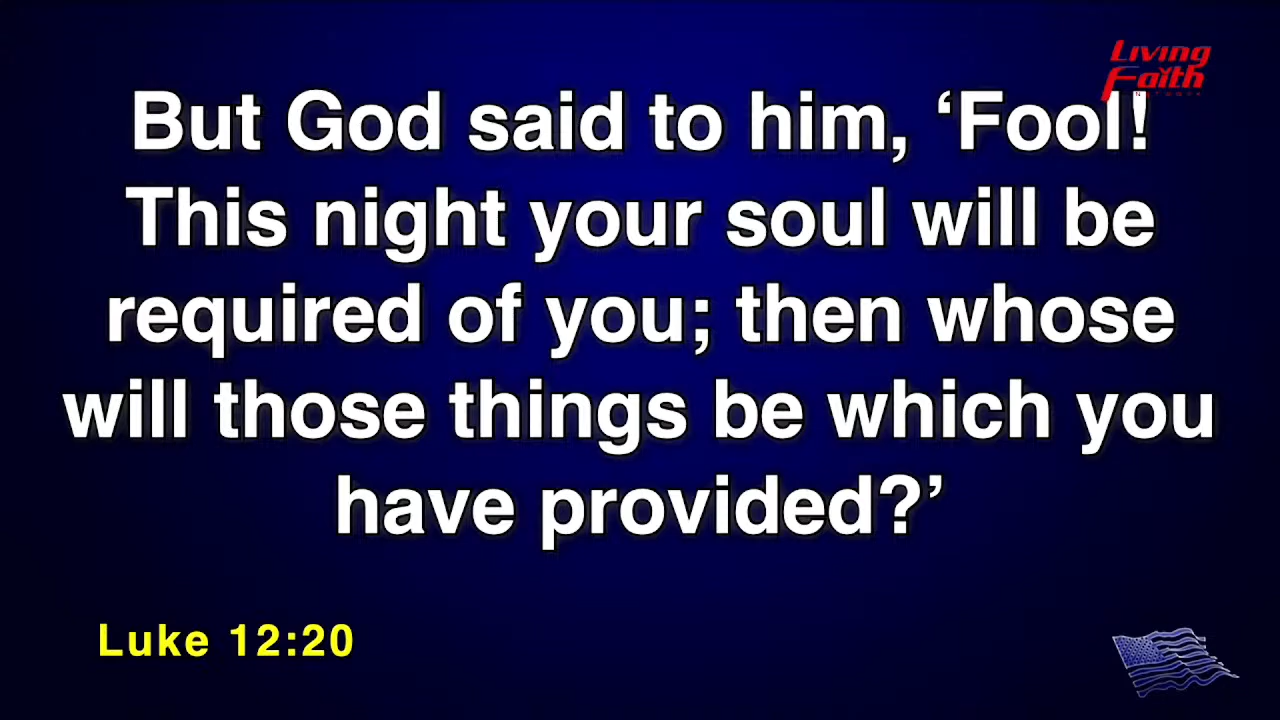 Living
Faith
NETWORK
But God said to him, ‘Fool!
This night your soul will be
required of you; then whose
will those things be which you
have provided?’
Luke 12:20